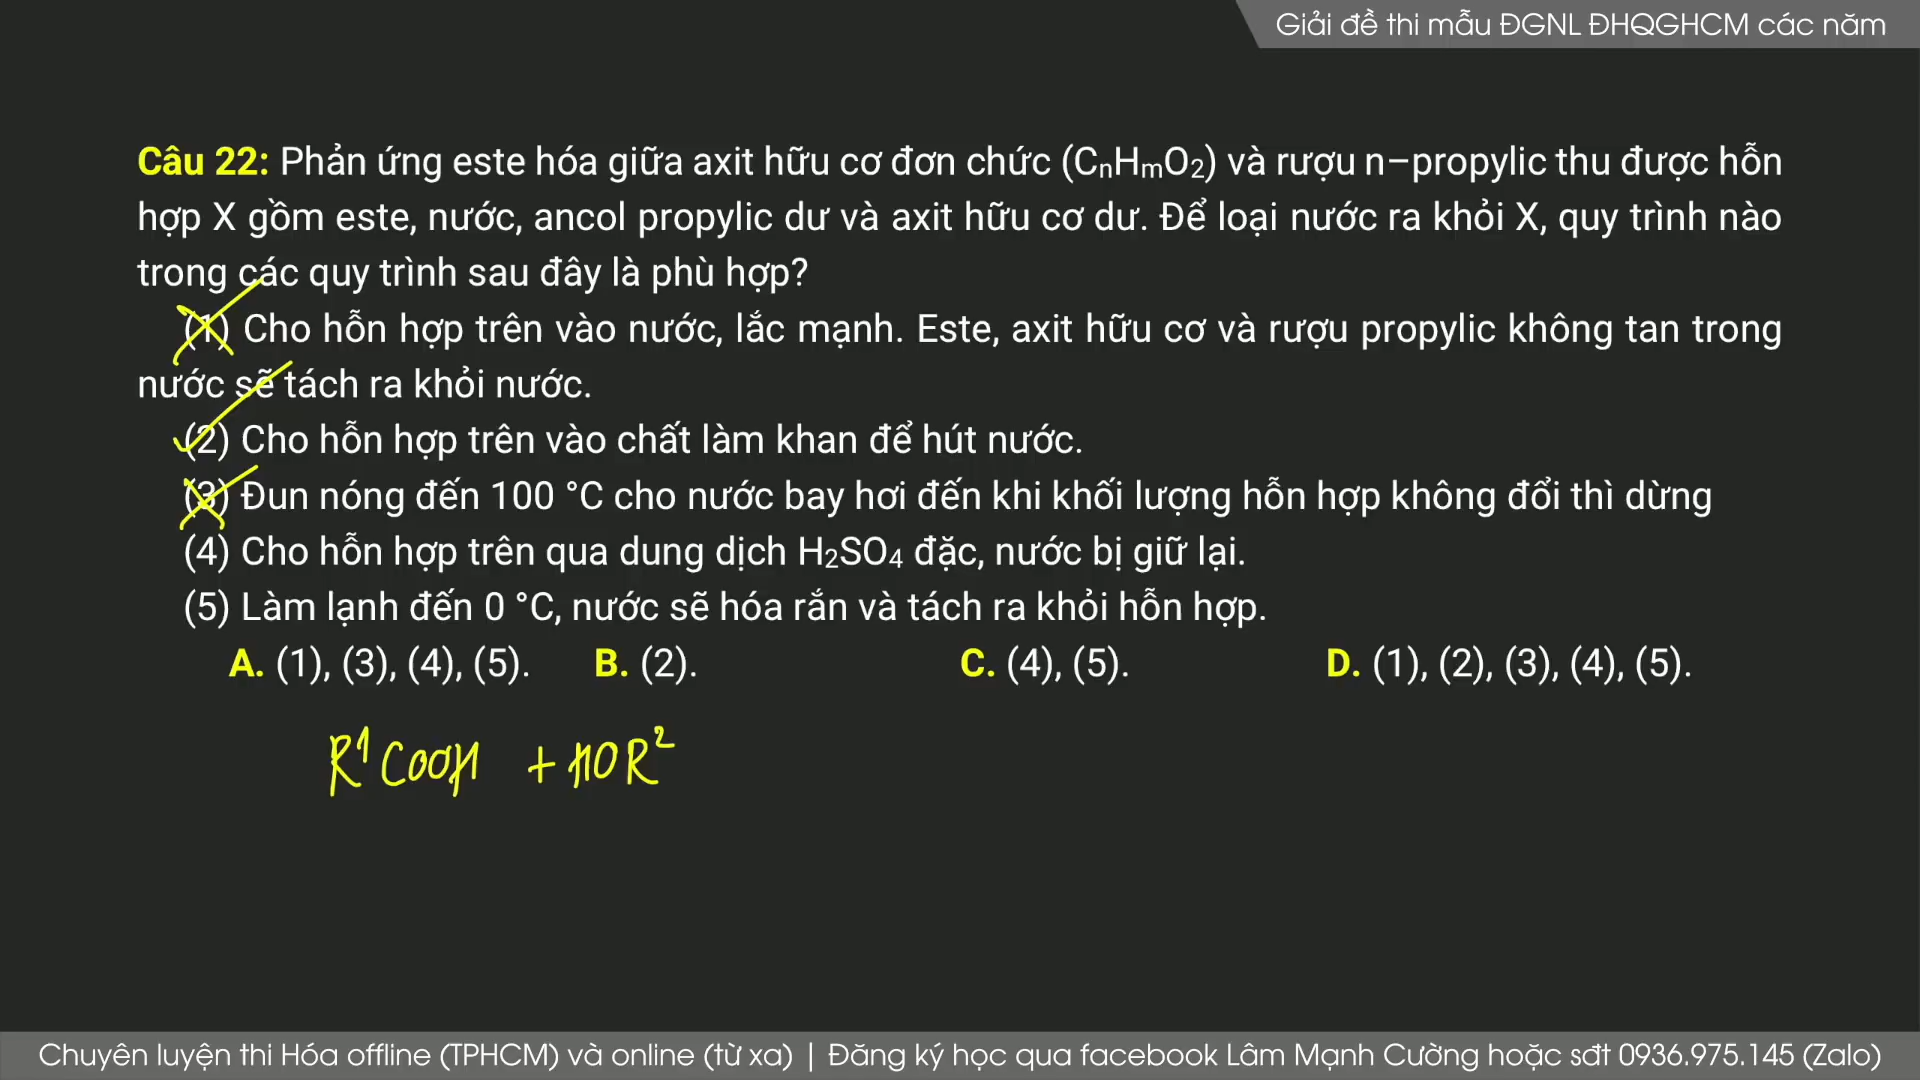 Giải đề thi mẫu ĐGNL ĐHQGHCM các năm
Câu 22: Phản ứng este hóa giữa axit hữu cơ đơn chức (CₙHₘO₂) và rượu n–propylic thu được hỗn
hợp X gồm este, nước, ancol propylic dư và axit hữu cơ dư. Để loại nước ra khỏi X, quy trình nào
trong các quy trình sau đây là phù hợp?
(1) Cho hỗn hợp trên vào nước, lắc mạnh. Este, axit hữu cơ và rượu propylic không tan trong
nước sẽ tách ra khỏi nước.
(2) Cho hỗn hợp trên vào chất làm khan để hút nước.
(3) Đun nóng đến 100 °C cho nước bay hơi đến khi khối lượng hỗn hợp không đổi thì dừng
(4) Cho hỗn hợp trên qua dung dịch H₂SO₄ đặc, nước bị giữ lại.
(5) Làm lạnh đến 0 °C, nước sẽ hóa rắn và tách ra khỏi hỗn hợp.
A. (1), (3), (4), (5). B. (2). C. (4), (5). D. (1), (2), (3), (4), (5).
R¹COOH + HOR²
Chuyên luyện thi Hóa offline (TPHCM) và online (từ xa) | Đăng ký học qua facebook Lâm Mạnh Cường hoặc sđt 0936.975.145 (Zalo)